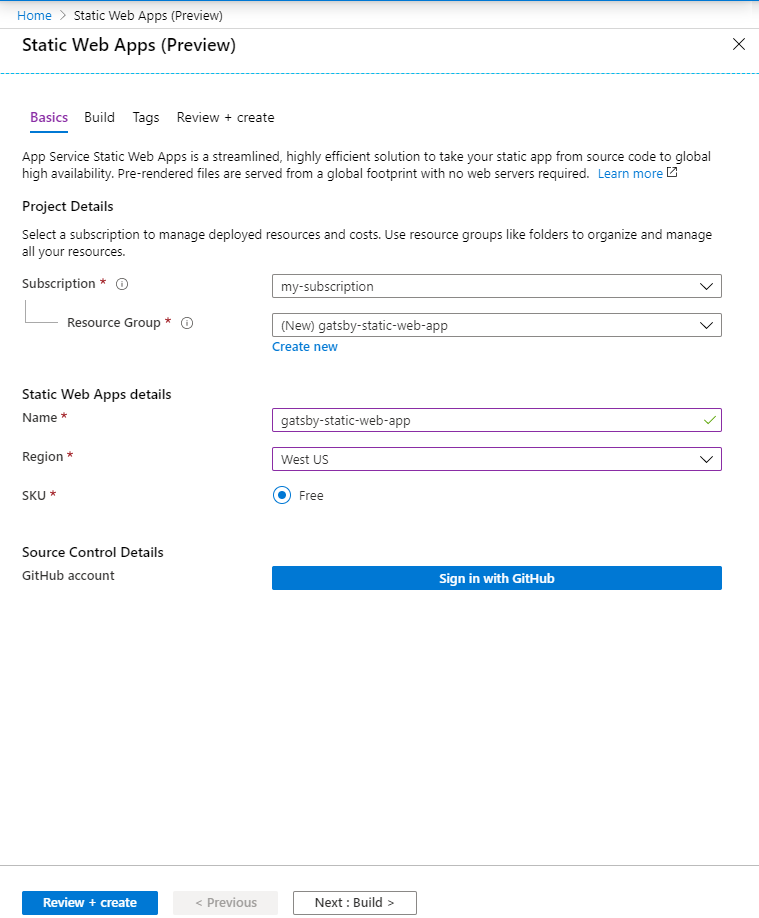 Home > Static Web Apps (Preview)
Static Web Apps (Preview)
Basics Build Tags Review + create
App Service Static Web Apps is a streamlined, highly efficient solution to take your static app from source code to global
high availability. Pre-rendered files are served from a global footprint with no web servers required. Learn more
Project Details
Select a subscription to manage deployed resources and costs. Use resource groups like folders to organize and manage
all your resources.
Subscription * my-subscription
Resource Group * (New) gatsby-static-web-app
Create new
Static Web Apps details
Name * gatsby-static-web-app
Region * West US
SKU * Free
Source Control Details
GitHub account Sign in with GitHub
Review + create < Previous Next : Build >